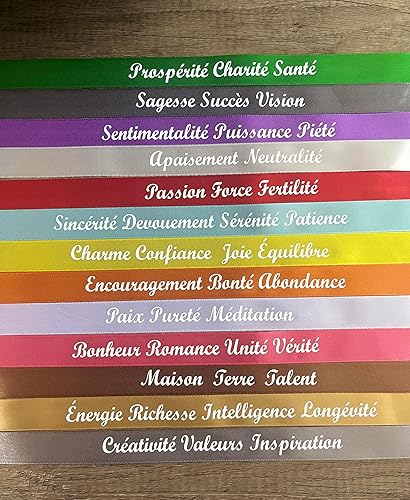 Prospérité Charité Santé
Sagesse Succès Vision
Sentimentalité Puissance Piété
Apaisement Neutralité
Passion Force Fertilité
Sincérité Devouement Sérénité Patience
Charme Confiance Joie Équilibre
Encouragement Bonté Abondance
Paix Pureté Méditation
Bonheur Romance Unité Vérité
Maison Terre Talent
Énergie Richesse Intelligence Longévité
Créativité Valeurs Inspiration